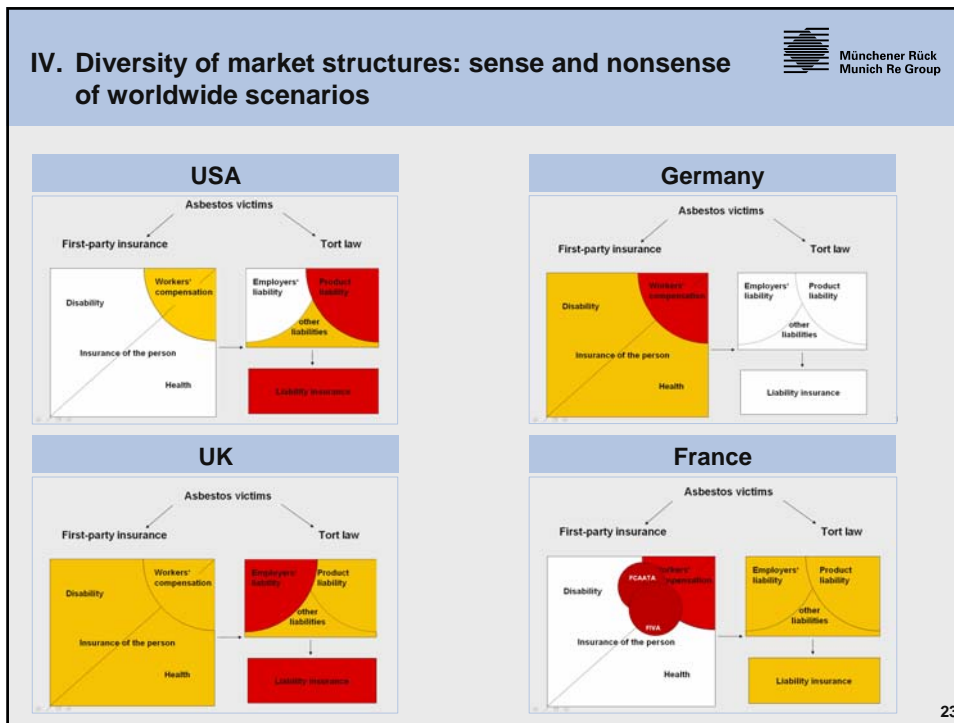 IV. Diversity of market structures: sense and nonsense
of worldwide scenarios
Münchener Rück
Munich Re Group
USA
Asbestos victims
First-party insurance
Tort law
Workers'
compensation
Disability
Insurance of the person
Health
Employers'
liability
Product
liability
other
liabilities
Liability insurance
Germany
Asbestos victims
First-party insurance
Tort law
Workers'
compensation
Disability
Insurance of the person
Health
Employers'
liability
Product
liability
other
liabilities
Liability insurance
UK
Asbestos victims
First-party insurance
Tort law
Workers'
compensation
Disability
Insurance of the person
Health
Employers'
liability
Product
liability
other
liabilities
Liability insurance
France
Asbestos victims
First-party insurance
Tort law
FCAATA
Workers'
compensation
Disability
FIVA
Insurance of the person
Health
Employers'
liability
Product
liability
other
liabilities
Liability insurance
23